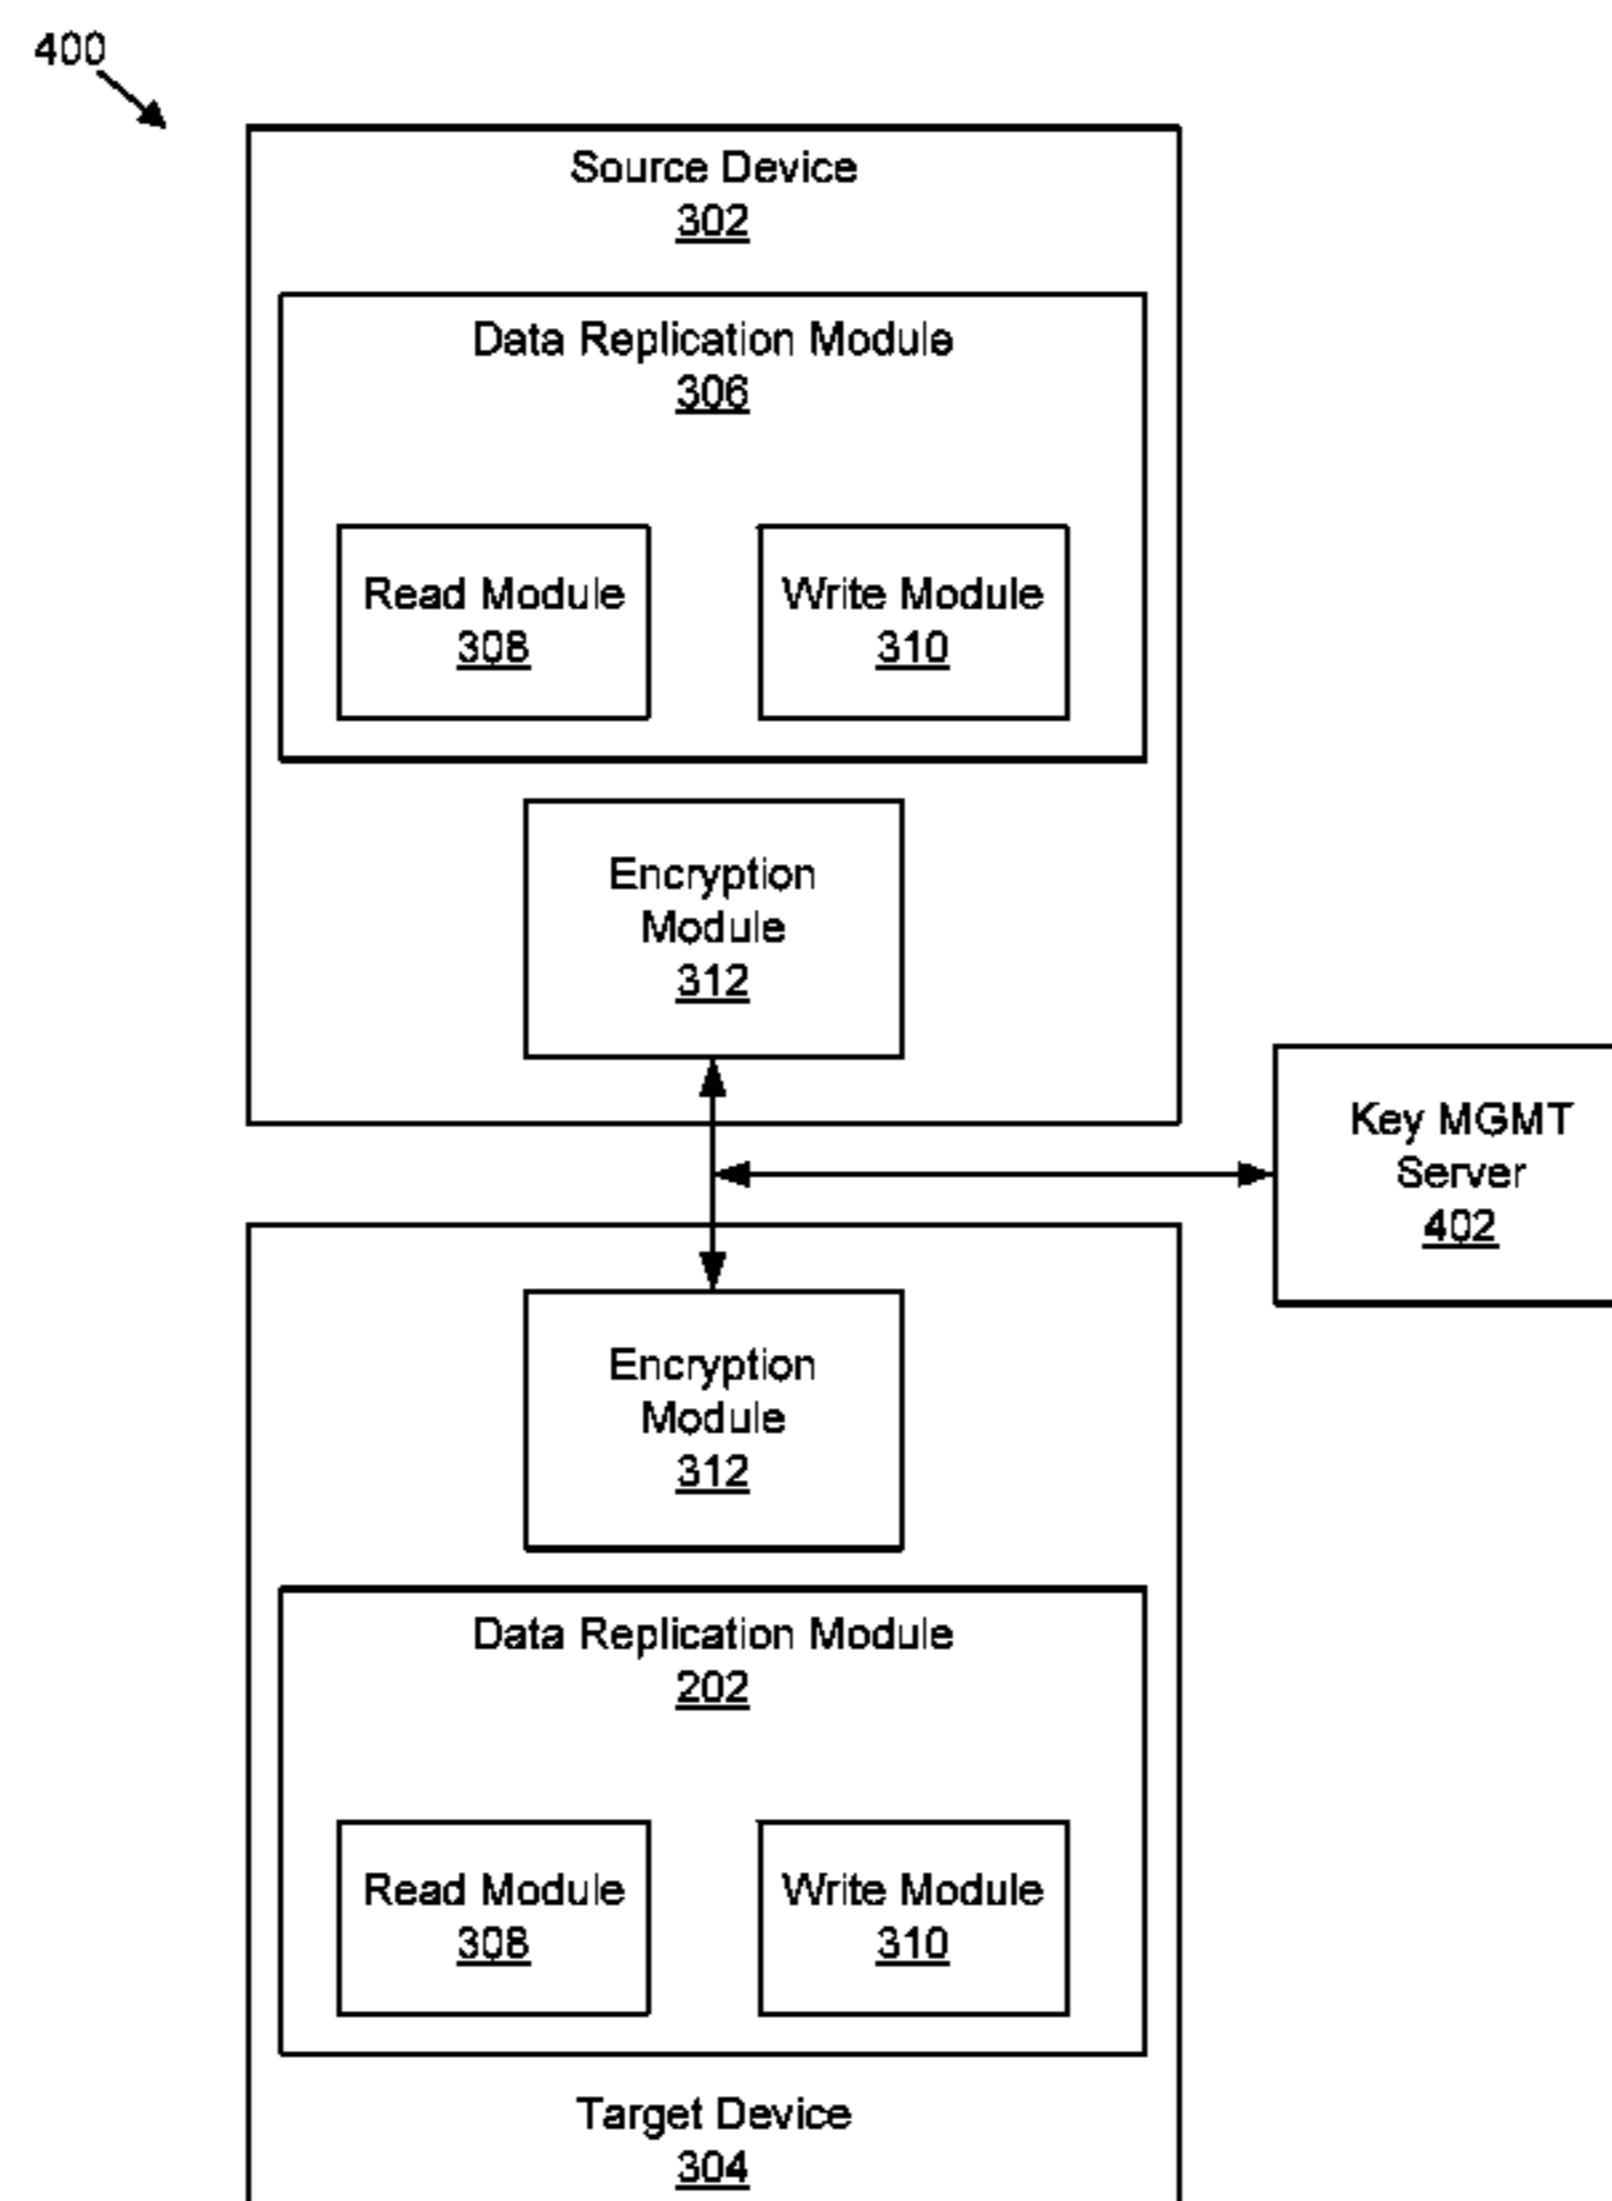 400
Source Device
302
Data Replication Module
306
Read Module
308
Write Module
310
Encryption
Module
312
Key MGMT
Server
402
Encryption
Module
312
Data Replication Module
202
Read Module
308
Write Module
310
Target Device
304